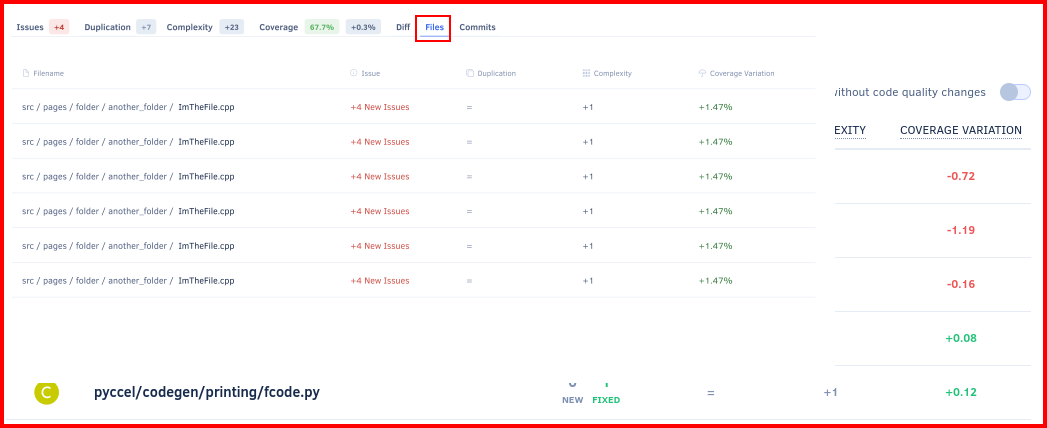 Issues +4 Duplication +7 Complexity +23 Coverage 67.7% +0.3% Diff Files Commits
Filename Issue Duplication Complexity Coverage Variation
src / pages / folder / another_folder / ImTheFile.cpp +4 New Issues = +1 +1.47%
src / pages / folder / another_folder / ImTheFile.cpp +4 New Issues = +1 +1.47%
src / pages / folder / another_folder / ImTheFile.cpp +4 New Issues = +1 +1.47%
src / pages / folder / another_folder / ImTheFile.cpp +4 New Issues = +1 +1.47%
src / pages / folder / another_folder / ImTheFile.cpp +4 New Issues = +1 +1.47%
src / pages / folder / another_folder / ImTheFile.cpp +4 New Issues = +1 +1.47%
ithout code quality changes
EXITY COVERAGE VARIATION
-0.72
-1.19
-0.16
+0.08
C pyccel/codegen/printing/fcode.py NEW FIXED = +1 +0.12